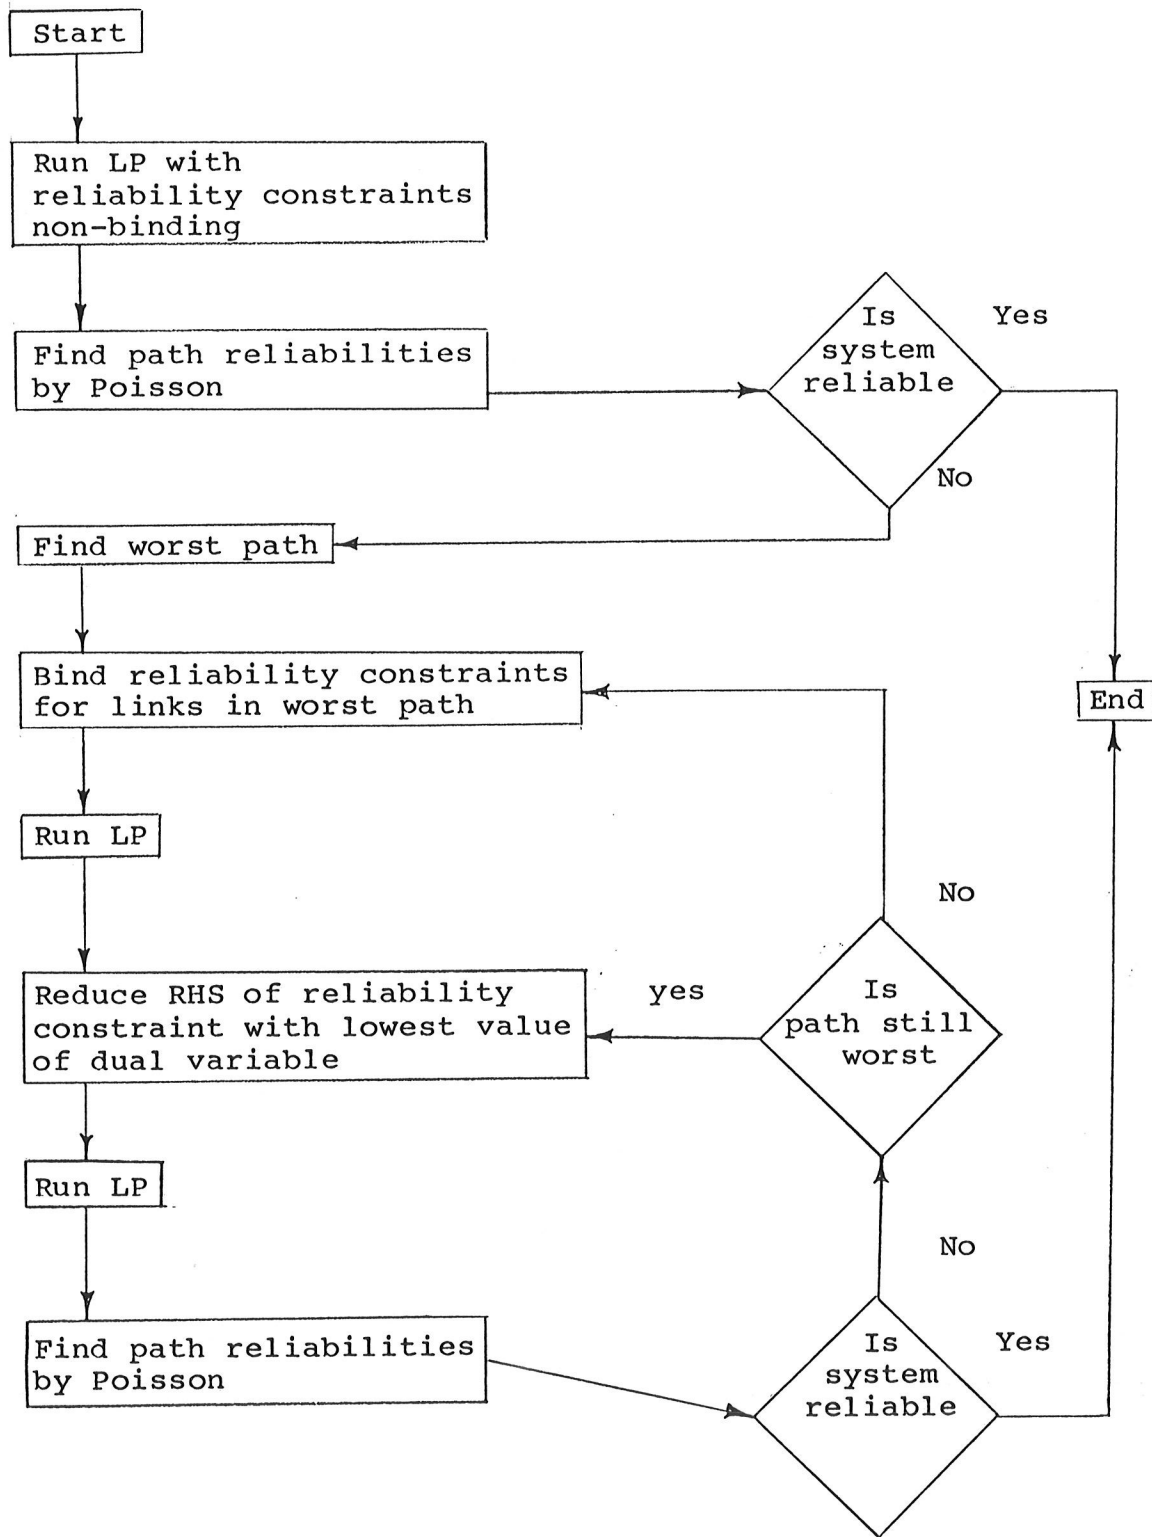 Start
Run LP with
reliability constraints
non-binding
Find path reliabilities
by Poisson
Is
system
reliable
Yes
No
Find worst path
Bind reliability constraints
for links in worst path
End
Run LP
No
Reduce RHS of reliability
constraint with lowest value
of dual variable
yes
Is
path still
worst
Run LP
No
Find path reliabilities
by Poisson
Is
system
reliable
Yes